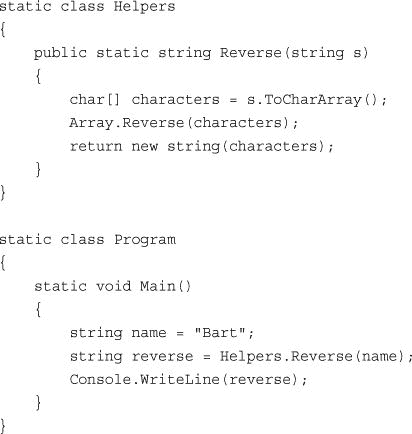 static class Helpers
{
    public static string Reverse(string s)
    {
        char[] characters = s.ToCharArray();
        Array.Reverse(characters);
        return new string(characters);
    }
}

static class Program
{
    static void Main()
    {
        string name = "Bart";
        string reverse = Helpers.Reverse(name);
        Console.WriteLine(reverse);
    }
}